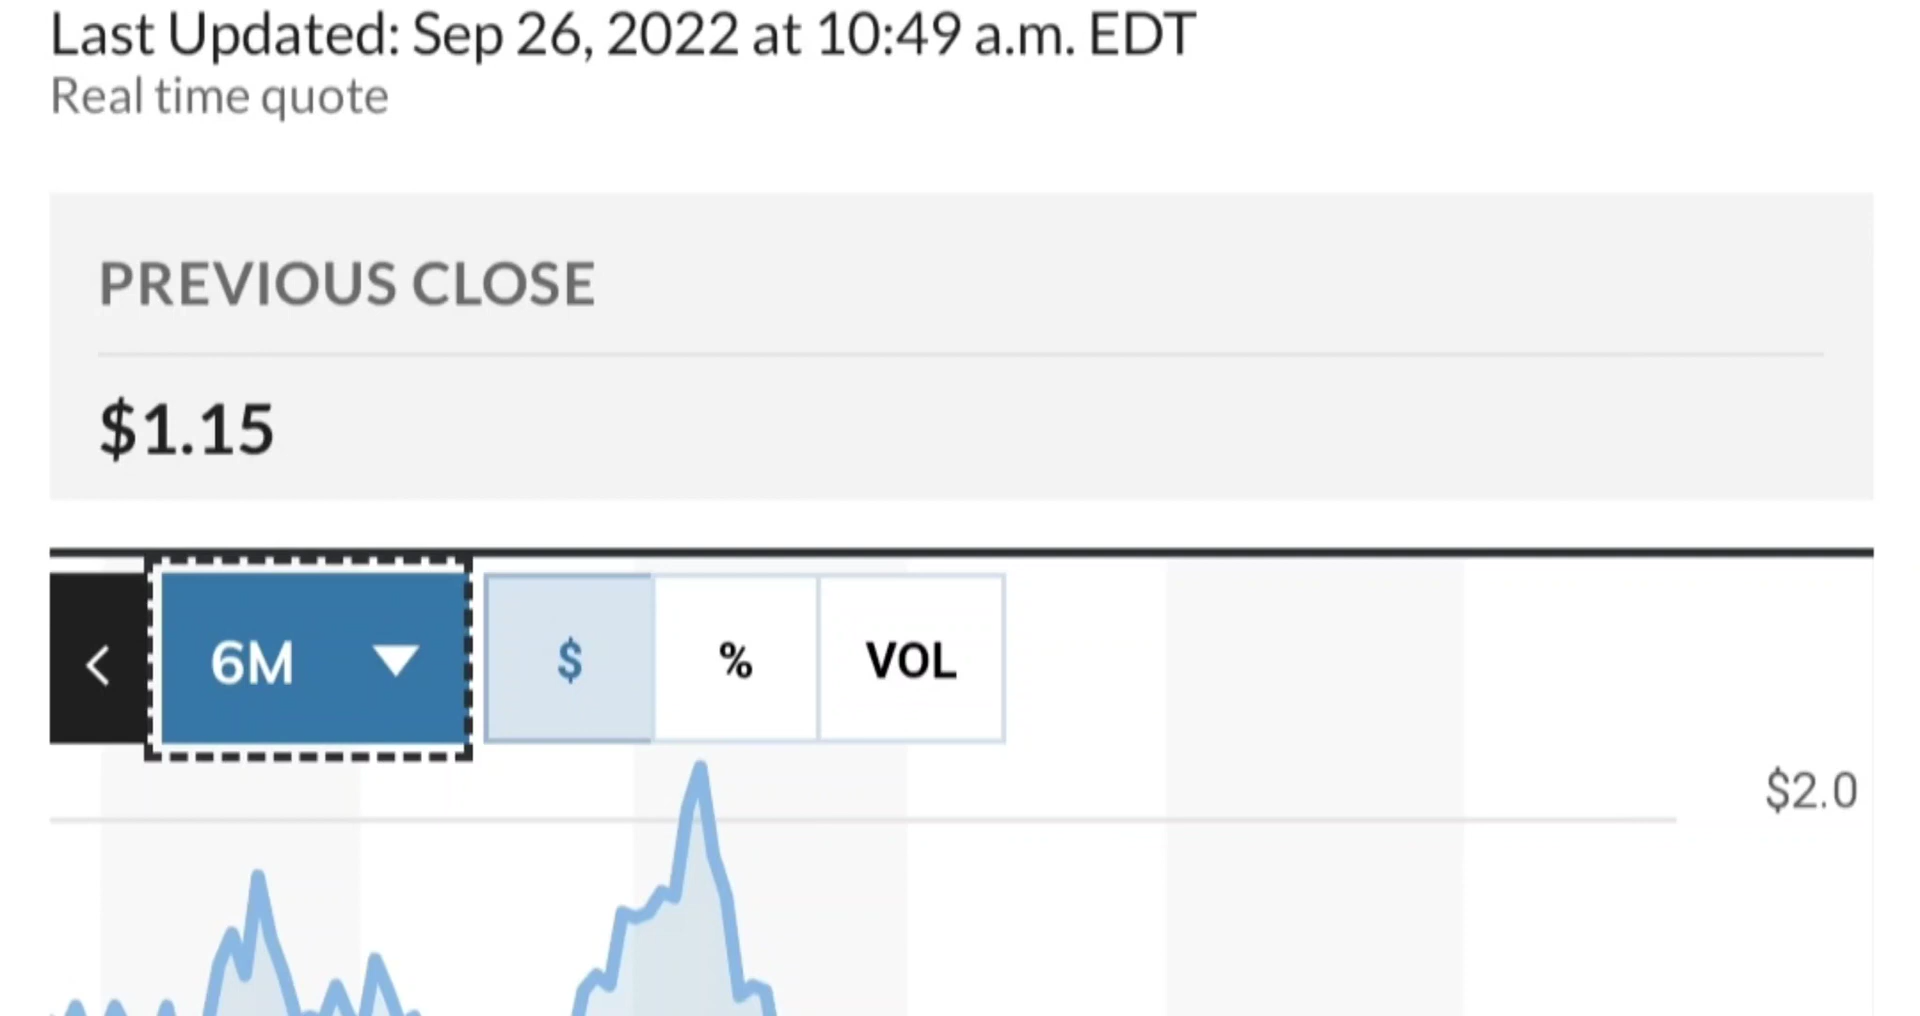 Last Updated: Sep 26, 2022 at 10:49 a.m. EDT
Real time quote
PREVIOUS CLOSE
$1.15
6M $ % VOL
$2.0